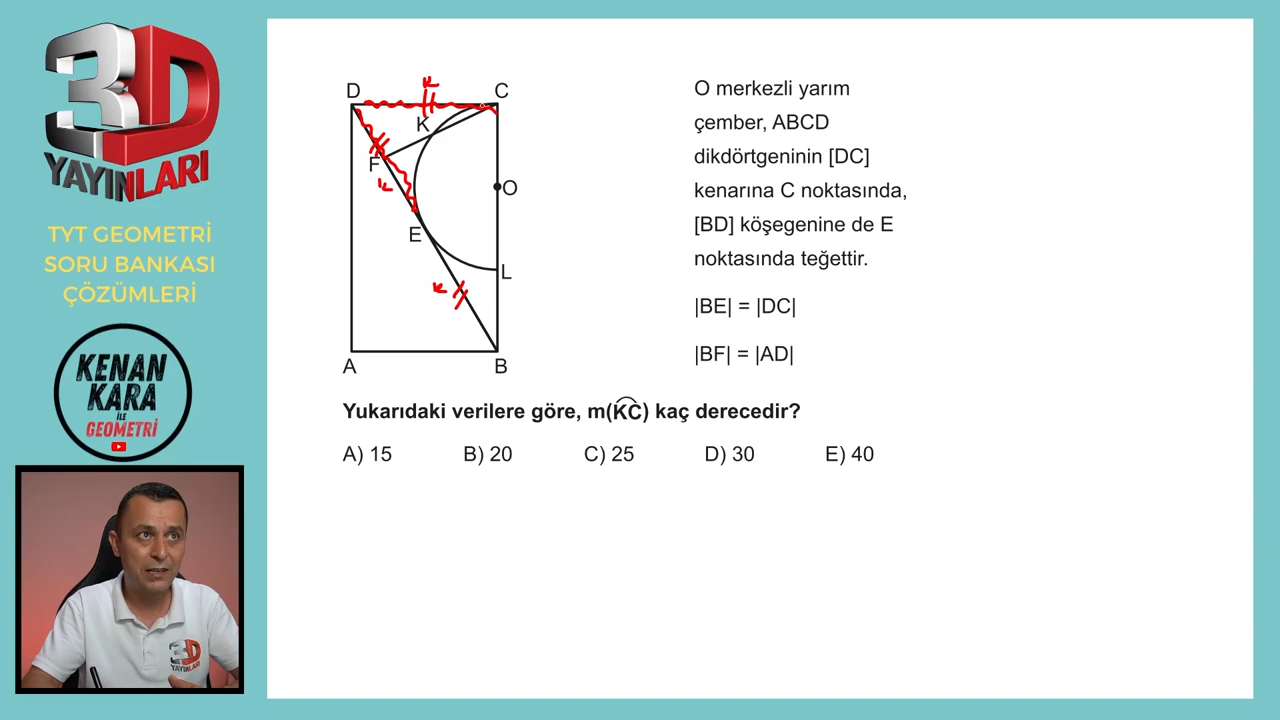 3D
YAYINLARI
TYT GEOMETRİ
SORU BANKASI
ÇÖZÜMLERİ
KENAN
KARA
İLE
GEOMETRİ
3D
YAYINLARI
k
D
C
K
F
k
O
E
k
L
A
B
O merkezli yarım
çember, ABCD
dikdörtgeninin [DC]
kenarına C noktasında,
[BD] köşegenine de E
noktasında teğettir.
|BE| = |DC|
|BF| = |AD|
Yukarıdaki verilere göre, m(KC) kaç derecedir?
A) 15 B) 20 C) 25 D) 30 E) 40